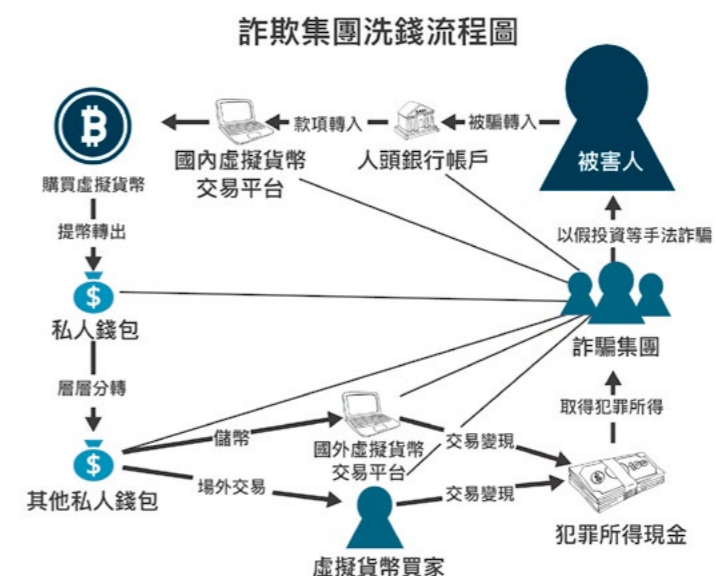 詐欺集團洗錢流程圖
購買虛擬貨幣
國內虛擬貨幣
交易平台
款項轉入
人頭銀行帳戶
被騙轉入
被害人
提幣轉出
以假投資等手法詐騙
私人錢包
詐騙集團
層層分轉
取得犯罪所得
儲幣
國外虛擬貨幣
交易平台
交易變現
其他私人錢包
場外交易
交易變現
犯罪所得現金
虛擬貨幣買家